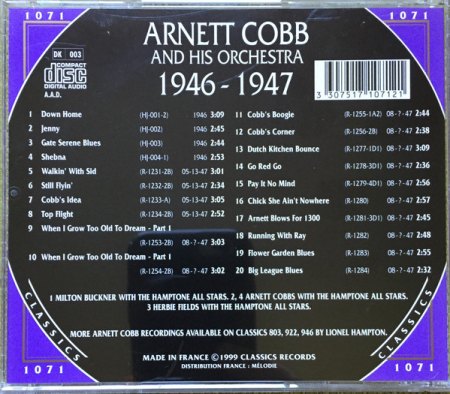 1071
1071
DK 003
COMPACT
disc
DIGITAL AUDIO
A.A.D.
ARNETT COBB
AND HIS ORCHESTRA
1946 - 1947
3 307517 107121
1 Down Home (HJ-001-2) 1946 3:09
2 Jenny (HJ-002) 1946 2:45
3 Gate Serene Blues (HJ-003) 1946 2:44
4 Shebna (HJ-004-1) 1946 2:53
5 Walkin' With Sid (R-1231-2B) 05-13-47 2:45
6 Still Flyin' (R-1232-2B) 05-13-47 2:34
7 Cobb's Idea (R-1233-A) 05-13-47 3:05
8 Top Flight (R-1234-2B) 05-13-47 2:52
9 When I Grow Too Old To Dream - Part 1
(R-1253-2B) 08-?-47 3:03
10 When I Grow Too Old To Dream - Part 1
(R-1254-2B) 08-?-47 3:02
11 Cobb's Boogie (R-1255-1A2) 08-?-47 2:44
12 Cobb's Corner (R-1256-2B) 08-?-47 2:38
13 Dutch Kitchen Bounce (R-1277-1D1) 08-?-47 3:01
14 Go Red Go (R-1278-3D1) 08-?-47 2:36
15 Pay It No Mind (R-1279-4D1) 08-?-47 2:56
16 Chick She Ain't Nowhere (R-1280) 08-?-47 2:57
17 Arnett Blows For 1300 (R-1281-3D1) 08-?-47 2:45
18 Running With Ray (R-1282) 08-?-47 2:48
19 Flower Garden Blues (R-1283) 08-?-47 2:55
20 Big League Blues (R-1284) 08-?-47 2:32
1 MILTON BUCKNER WITH THE HAMPTONE ALL STARS. 2, 4 ARNETT COBBS WITH THE HAMPTONE ALL STARS.
3 HERBIE FIELDS WITH THE HAMPTONE ALL STARS.
MORE ARNETT COBB RECORDINGS AVAILABLE ON CLASSICS 803, 922, 946 BY LIONEL HAMPTON.
MADE IN FRANCE © 1999 CLASSICS RECORDS
DISTRIBUTION FRANCE : MÉLODIE
CLASSICS
CLASSICS
1071
1071